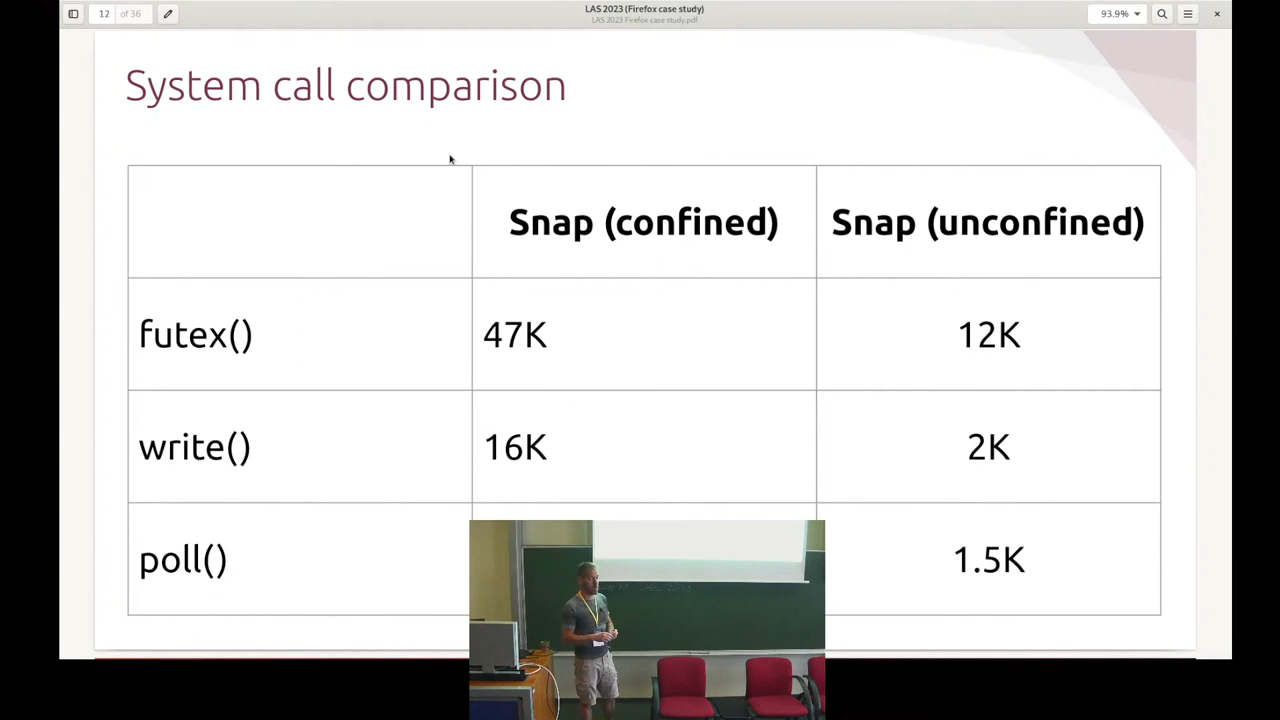 12 of 36
LAS 2023 (Firefox case study)
LAS 2023 Firefox case study.pdf
93.9%
System call comparison
Snap (confined) Snap (unconfined)
futex() 47K 12K
write() 16K 2K
poll() 1.5K